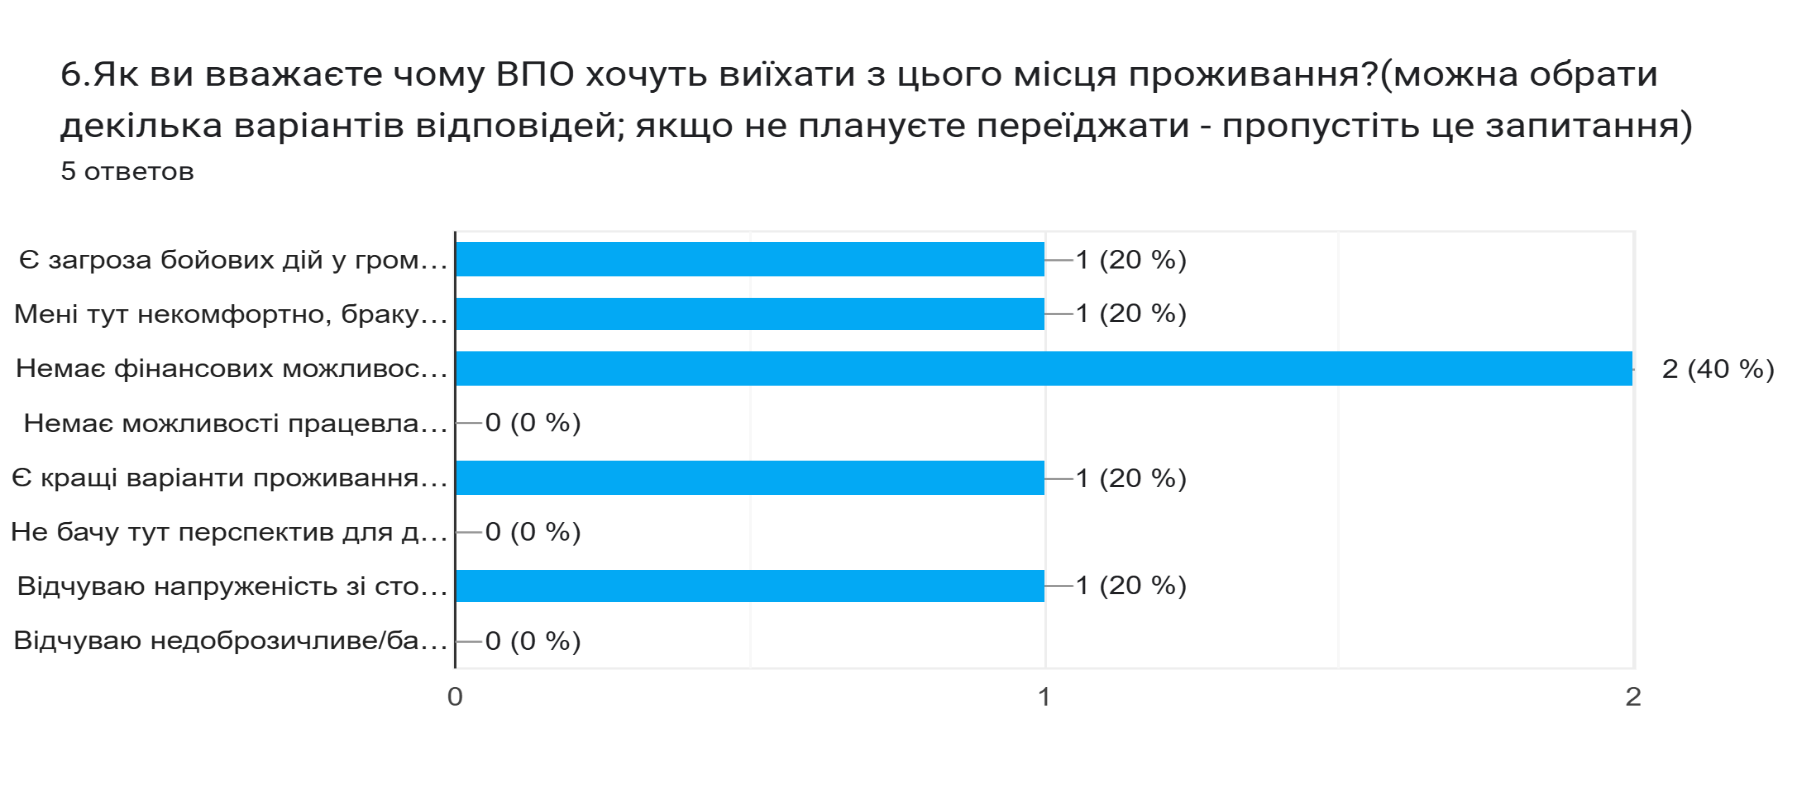 6.Як ви вважаєте чому ВПО хочуть виїхати з цього місця проживання?(можна обрати
декілька варіантів відповідей; якщо не плануєте переїджати - пропустіть це запитання)
5 ответов
Є загроза бойових дій у гром… 1 (20 %)
Мені тут некомфортно, браку… 1 (20 %)
Немає фінансових можливос… 2 (40 %)
Немає можливості працевла… 0 (0 %)
Є кращі варіанти проживання… 1 (20 %)
Не бачу тут перспектив для д… 0 (0 %)
Відчуваю напруженість зі сто… 1 (20 %)
Відчуваю недоброзичливе/ба… 0 (0 %)
0 1 2